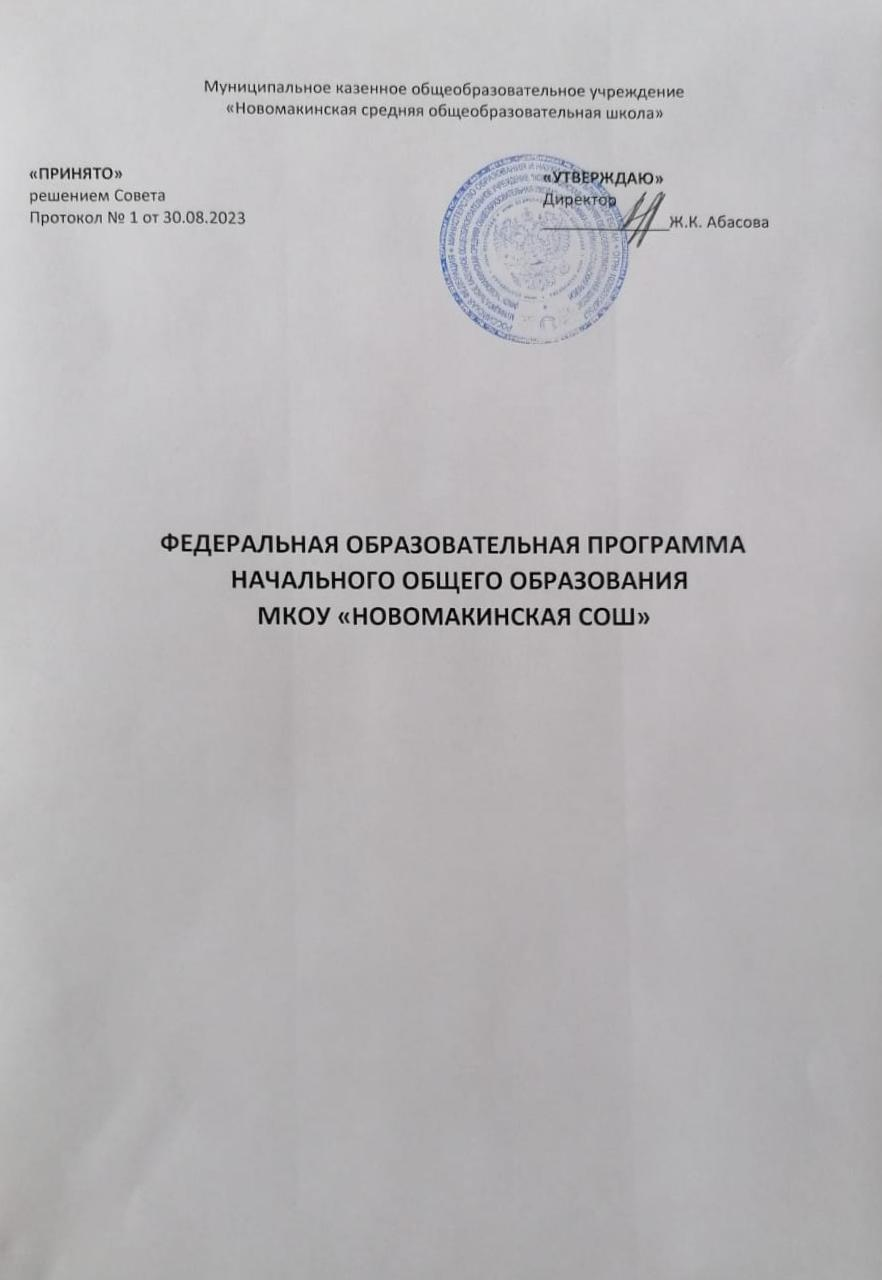 Муниципальное казенное общеобразовательное учреждение
«Новомакинская средняя общеобразовательная школа»
«ПРИНЯТО»
решением Совета
Протокол № 1 от 30.08.2023
«УТВЕРЖДАЮ»
Директор
Ж.К. Абасова
ФЕДЕРАЛЬНАЯ ОБРАЗОВАТЕЛЬНАЯ ПРОГРАММА
НАЧАЛЬНОГО ОБЩЕГО ОБРАЗОВАНИЯ
МКОУ «НОВОМАКИНСКАЯ СОШ»